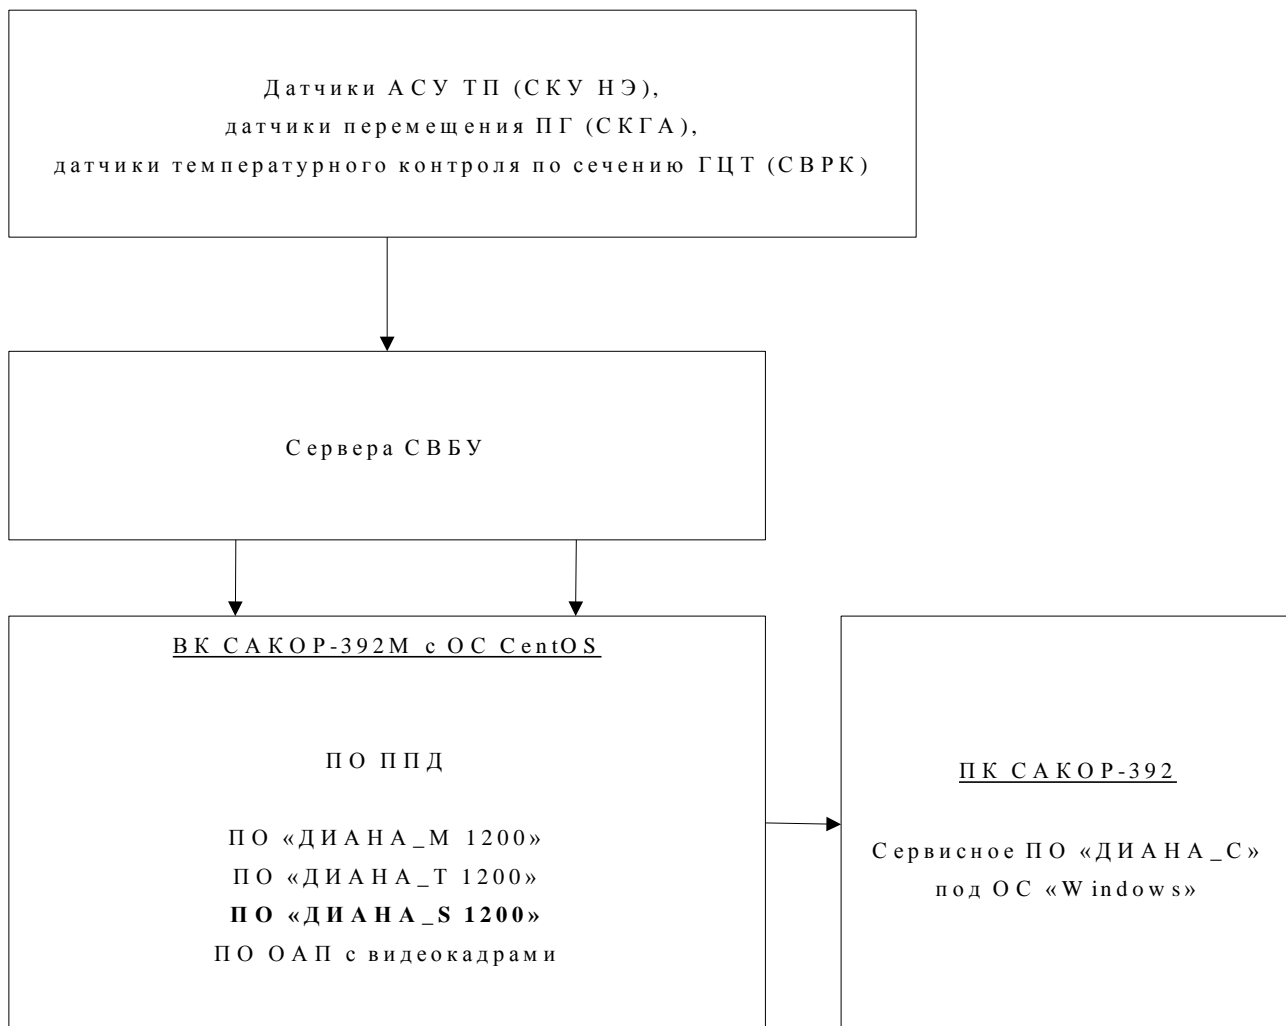 Датчики АСУ ТП (СКУ НЭ),
датчики перемещения ПГ (СКГА),
датчики температурного контроля по сечению ГЦТ (СВРК)
Сервера СВБУ
ВК САКОР-392М с ОС CentOS
ПО ППД
ПО «ДИАНА_М 1200»
ПО «ДИАНА_Т 1200»
ПО «ДИАНА_S 1200»
ПО ОАП с видеокадрами
ПК САКОР-392
Сервисное ПО «ДИАНА_С»
под ОС «Windows»